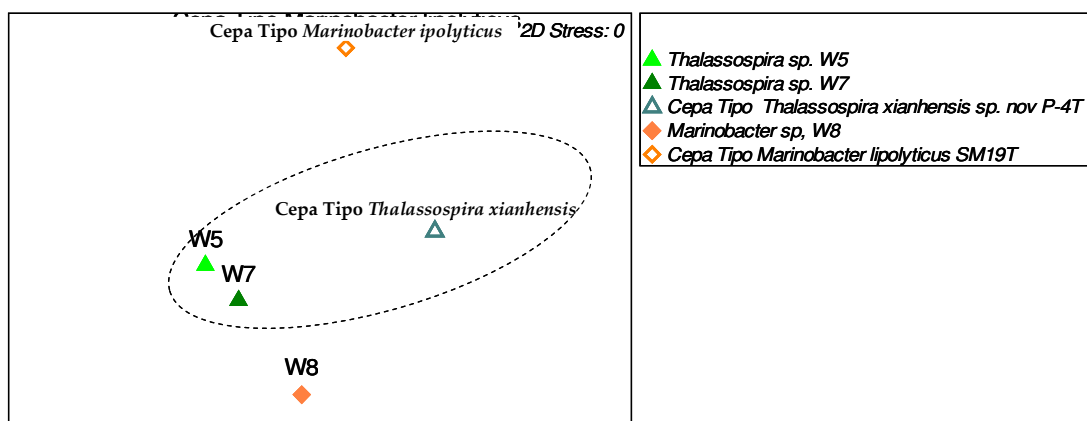 Cepa Tipo Marinobacter ipolyticus
2D Stress: 0
Cepa Tipo Thalassospira xianhensis
W5
W7
W8
Thalassospira sp. W5
Thalassospira sp. W7
Cepa Tipo Thalassospira xianhensis sp. nov P-4T
Marinobacter sp, W8
Cepa Tipo Marinobacter lipolyticus SM19T